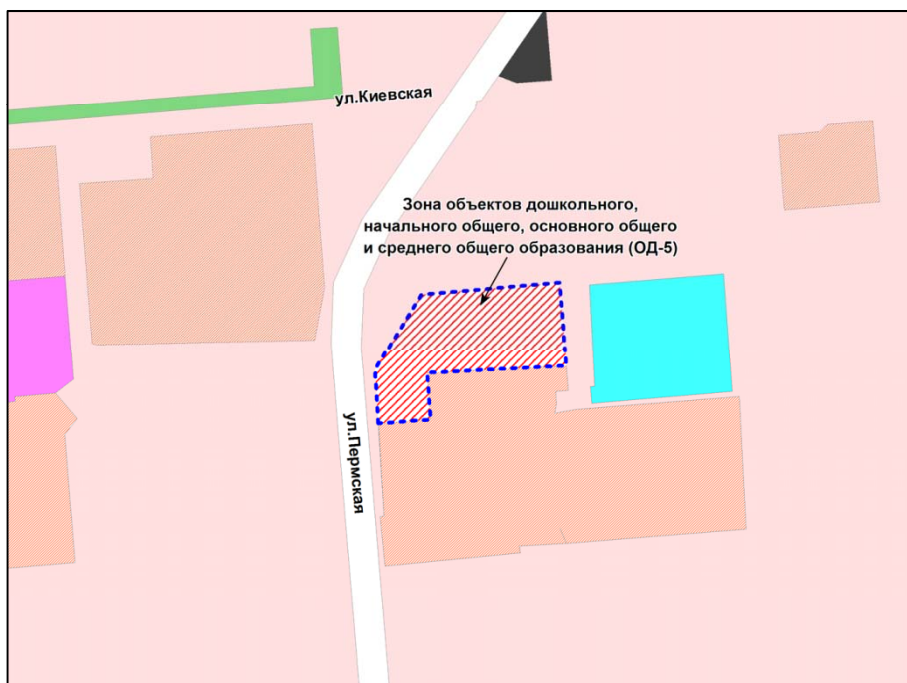 ул.Киевская
Зона объектов дошкольного,
начального общего, основного общего
и среднего общего образования (ОД-5)
ул.Пермская